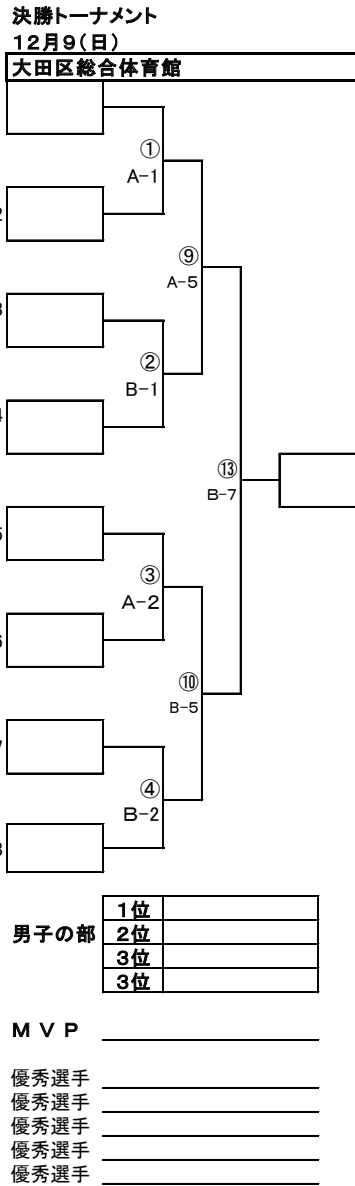 決勝トーナメント
12月9(日)
大田区総合体育館
①
A-1
2
⑨
A-5
3
②
B-1
4
⑬
B-7
5
③
A-2
6
⑩
B-5
7
④
B-2
8
1位
男子の部 2位
3位
3位
MVP
優秀選手
優秀選手
優秀選手
優秀選手
優秀選手